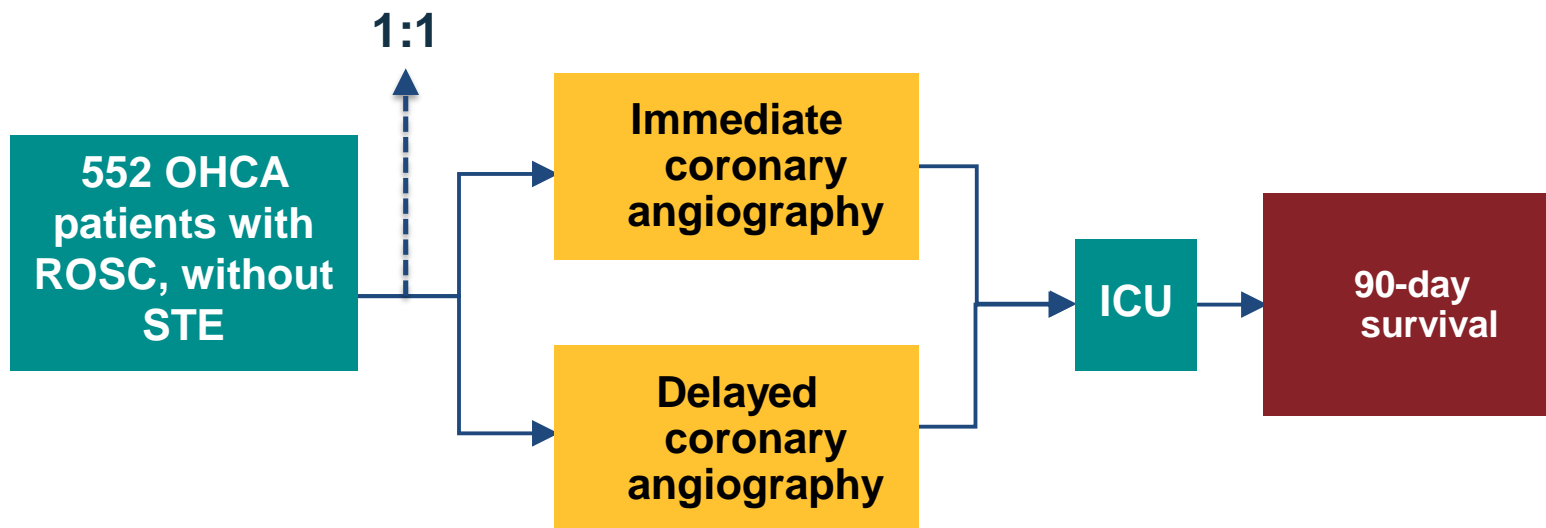 1:1
552 OHCA
patients with
ROSC, without
STE
Immediate
coronary
angiography
Delayed
coronary
angiography
ICU
90-day
survival